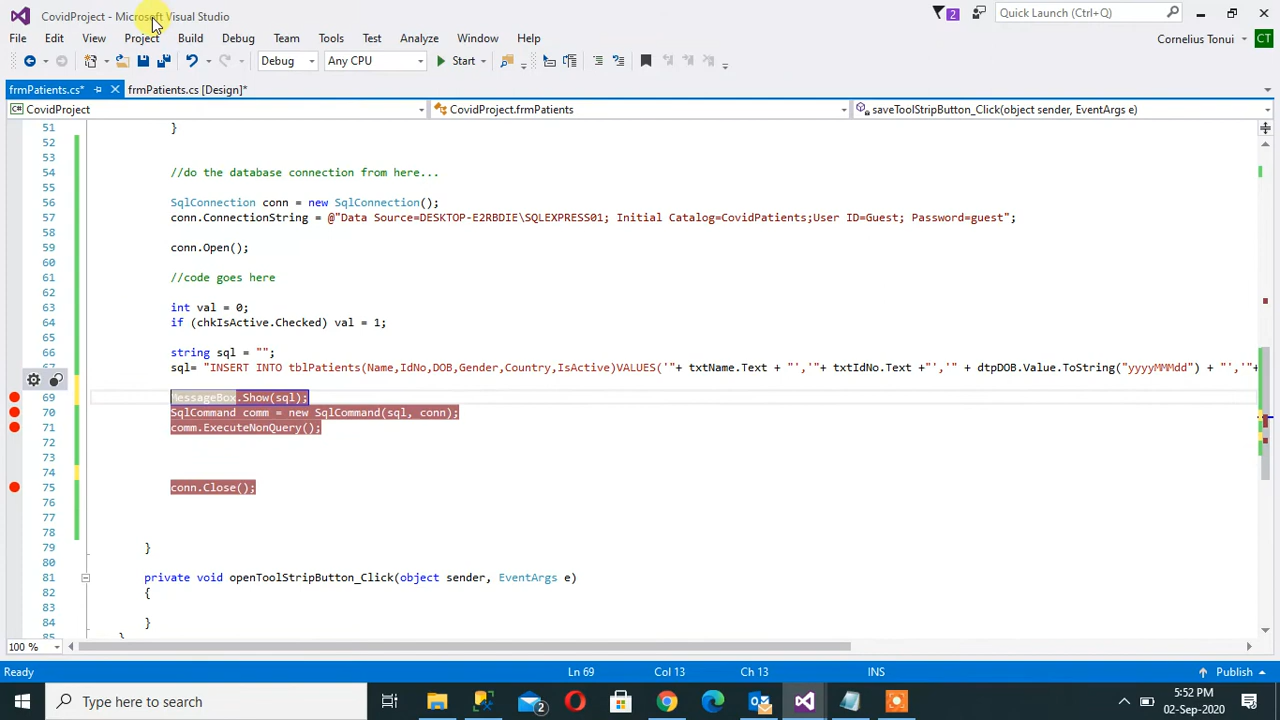 CovidProject - Microsoft Visual Studio
2
Quick Launch (Ctrl+Q)
File Edit View Project Build Debug Team Tools Test Analyze Window Help
Cornelius Tonui CT
Debug Any CPU Start
frmPatients.cs* frmPatients.cs [Design]*
C# CovidProject CovidProject.frmPatients saveToolStripButton_Click(object sender, EventArgs e)
51 }
52
53
54 //do the database connection from here...
55
56 SqlConnection conn = new SqlConnection();
57 conn.ConnectionString = @"Data Source=DESKTOP-E2RBDIE\SQLEXPRESS01; Initial Catalog=CovidPatients;User ID=Guest; Password=guest";
58
59 conn.Open();
60
61 //code goes here
62
63 int val = 0;
64 if (chkIsActive.Checked) val = 1;
65
66 string sql = "";
67 sql= "INSERT INTO tblPatients(Name,IdNo,DOB,Gender,Country,IsActive)VALUES('"+ txtName.Text + "','"+ txtIdNo.Text +"','" + dtpDOB.Value.ToString("yyyyMMMdd") + "','"+
69 MessageBox.Show(sql);
70 SqlCommand comm = new SqlCommand(sql, conn);
71 comm.ExecuteNonQuery();
72
73
74
75 conn.Close();
76
77
78
79 }
80
81 private void openToolStripButton_Click(object sender, EventArgs e)
82 {
83
84 }
85 }
100 %
Ready Ln 69 Col 13 Ch 13 INS Publish
Type here to search
2
5:52 PM
02-Sep-2020